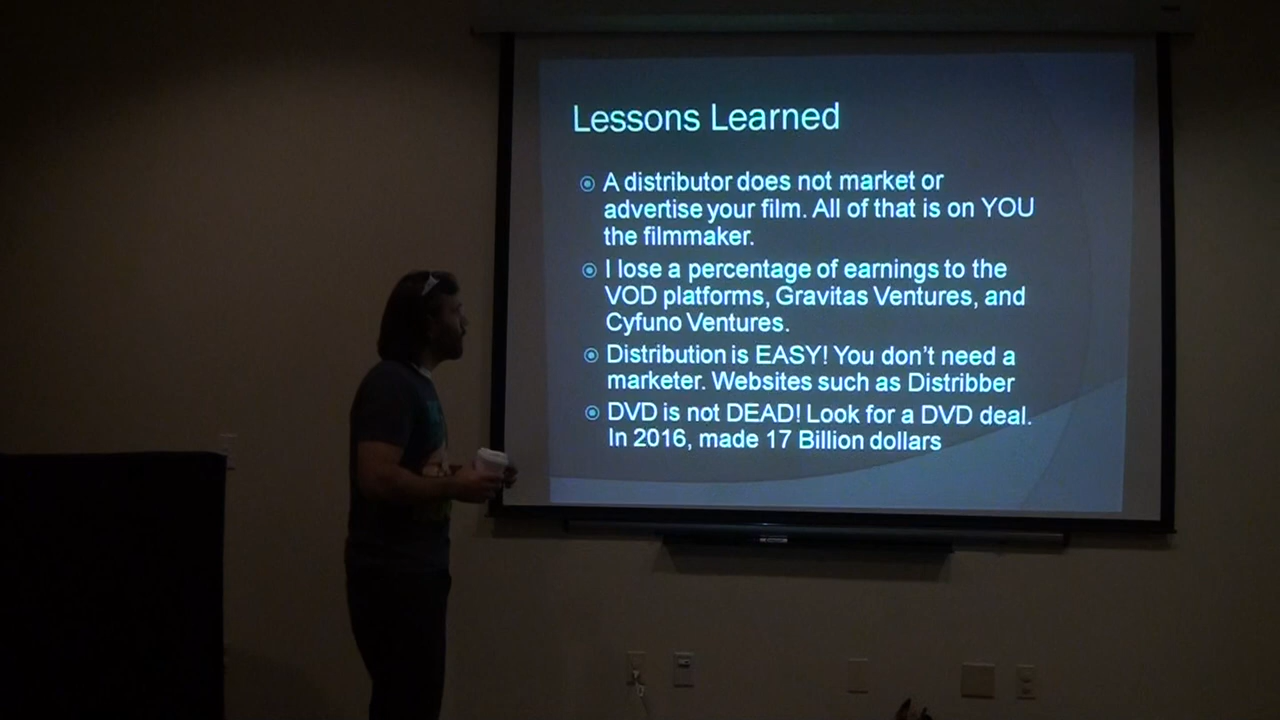 Lessons Learned
A distributor does not market or
advertise your film. All of that is on YOU
the filmmaker.
I lose a percentage of earnings to the
VOD platforms, Gravitas Ventures, and
Cyfuno Ventures.
Distribution is EASY! You don't need a
marketer. Websites such as Distribber
DVD is not DEAD! Look for a DVD deal.
In 2016, made 17 Billion dollars